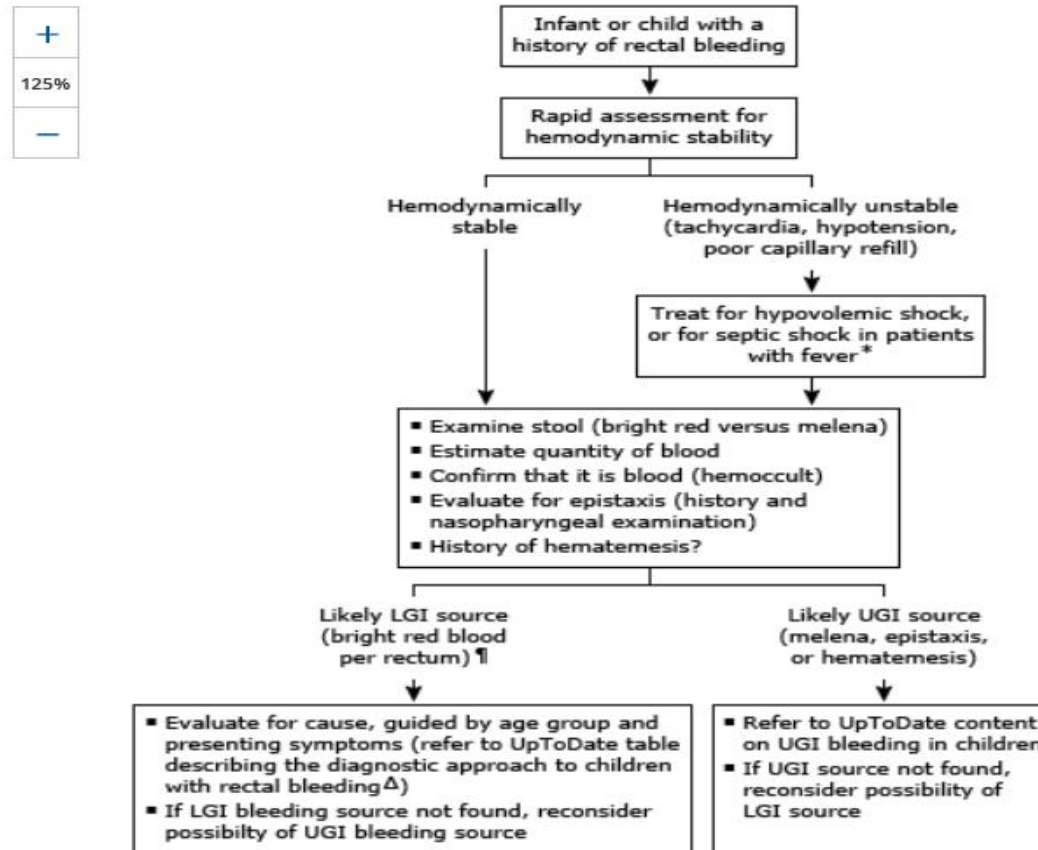 +
125%
−
Infant or child with a
history of rectal bleeding
Rapid assessment for
hemodynamic stability
Hemodynamically
stable
Hemodynamically unstable
(tachycardia, hypotension,
poor capillary refill)
Treat for hypovolemic shock,
or for septic shock in patients
with fever*
▪ Examine stool (bright red versus melena)
▪ Estimate quantity of blood
▪ Confirm that it is blood (hemoccult)
▪ Evaluate for epistaxis (history and
nasopharyngeal examination)
▪ History of hematemesis?
Likely LGI source
(bright red blood
per rectum)¶
Likely UGI source
(melena, epistaxis,
or hematemesis)
▪ Evaluate for cause, guided by age group and
presenting symptoms (refer to UpToDate table
describing the diagnostic approach to children
with rectal bleedingΔ)
▪ If LGI bleeding source not found, reconsider
possibilty of UGI bleeding source
▪ Refer to UpToDate content
on UGI bleeding in children
▪ If UGI source not found,
reconsider possibility of
LGI source